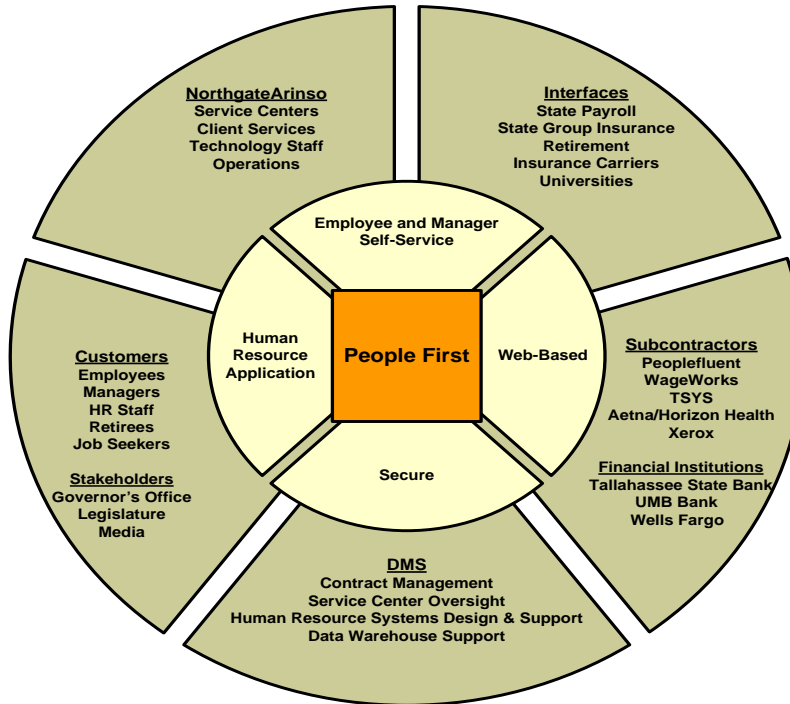 NorthgateArinso
Service Centers
Client Services
Technology Staff
Operations
Interfaces
State Payroll
State Group Insurance
Retirement
Insurance Carriers
Universities
Employee and Manager
Self-Service
Human
Resource
Application
People First
Web-Based
Secure
Customers
Employees
Managers
HR Staff
Retirees
Job Seekers
Stakeholders
Governor's Office
Legislature
Media
Subcontractors
Peoplefluent
WageWorks
TSYS
Aetna/Horizon Health
Xerox
Financial Institutions
Tallahassee State Bank
UMB Bank
Wells Fargo
DMS
Contract Management
Service Center Oversight
Human Resource Systems Design & Support
Data Warehouse Support